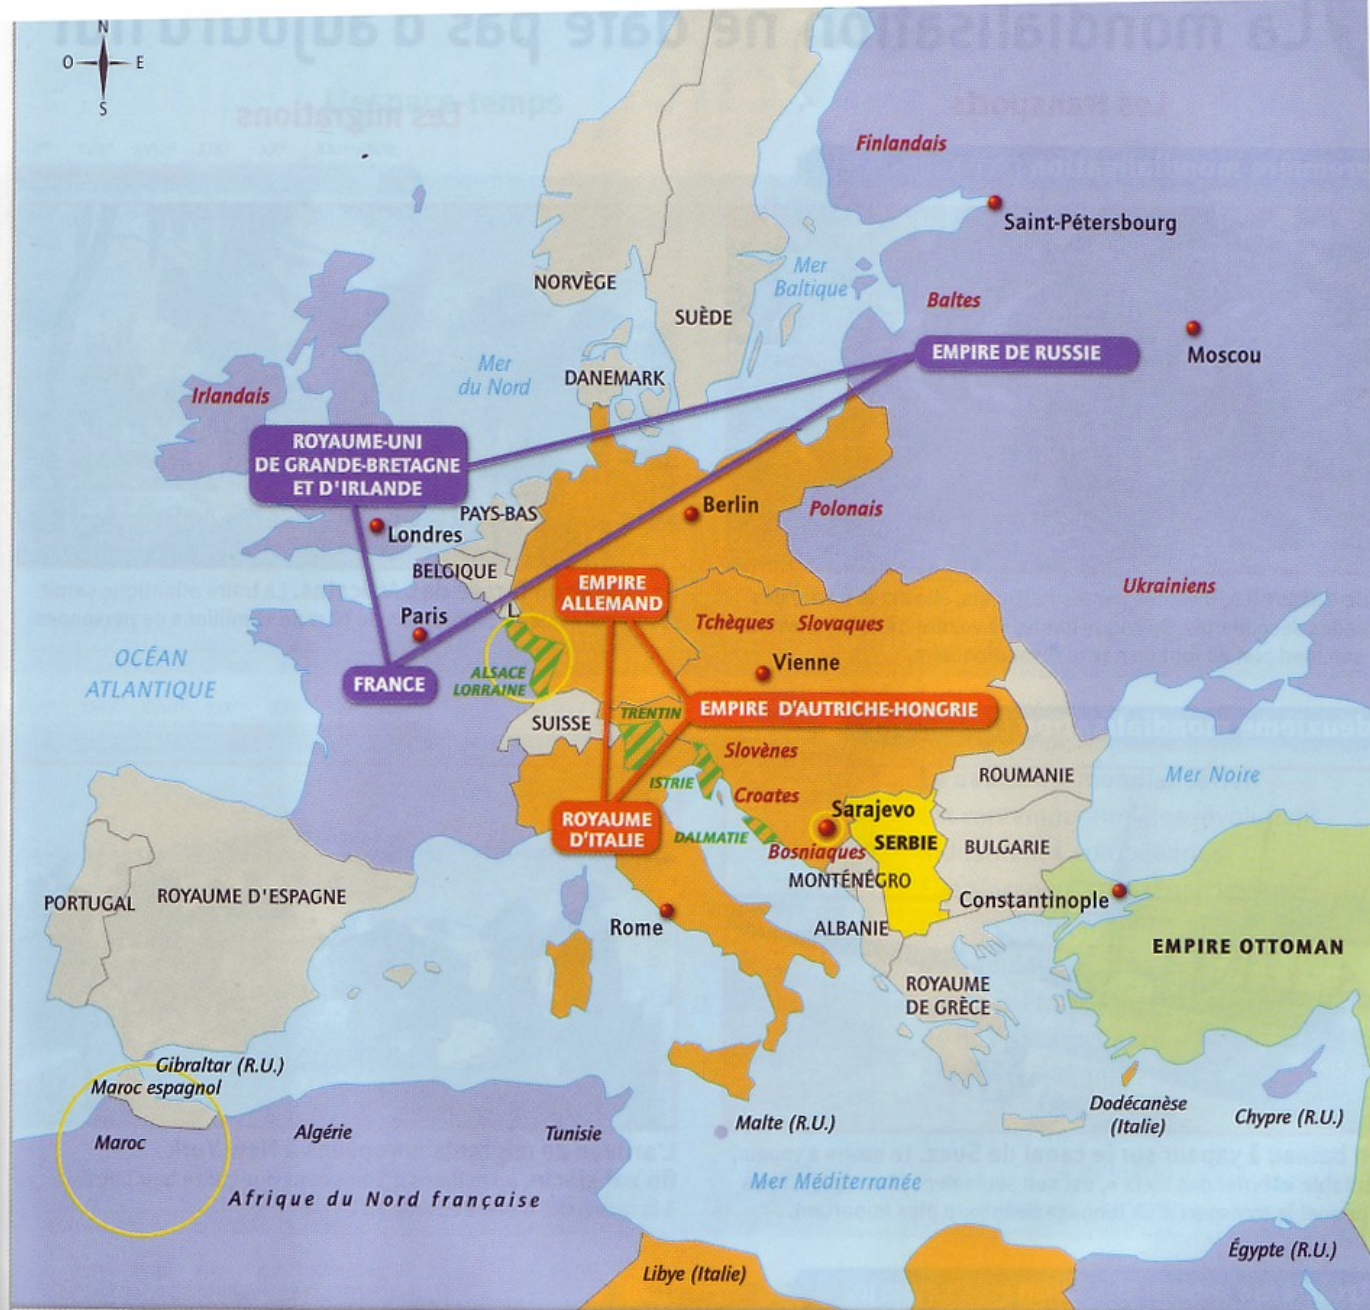 N
O E
S
Finlandais
Saint-Pétersbourg
Mer
Baltique
NORVÈGE
SUÈDE
Baltes
EMPIRE DE RUSSIE
Moscou
Mer
du Nord
DANEMARK
Irlandais
ROYAUME-UNI
DE GRANDE-BRETAGNE
ET D'IRLANDE
PAYS-BAS
Berlin
Polonais
Londres
BELGIQUE
EMPIRE
ALLEMAND
Ukrainiens
L.
Paris
Tchèques
Slovaques
OCÉAN
ATLANTIQUE
Vienne
FRANCE
ALSACE
LORRAINE
EMPIRE D'AUTRICHE-HONGRIE
SUISSE
TRENTIN
Slovènes
ISTRIE
ROUMANIE
Mer Noire
Croates
Sarajevo
ROYAUME
D'ITALIE
DALMATIE
SERBIE
BULGARIE
Bosniaques
MONTÉNÉGRO
PORTUGAL
ROYAUME D'ESPAGNE
Constantinople
Rome
ALBANIE
EMPIRE OTTOMAN
ROYAUME
DE GRÈCE
Gibraltar (R.U.)
Maroc espagnol
Maroc
Algérie
Tunisie
Malte (R.U.)
Dodécanèse
(Italie)
Chypre (R.U.)
Afrique du Nord française
Mer Méditerranée
Libye (Italie)
Égypte (R.U.)